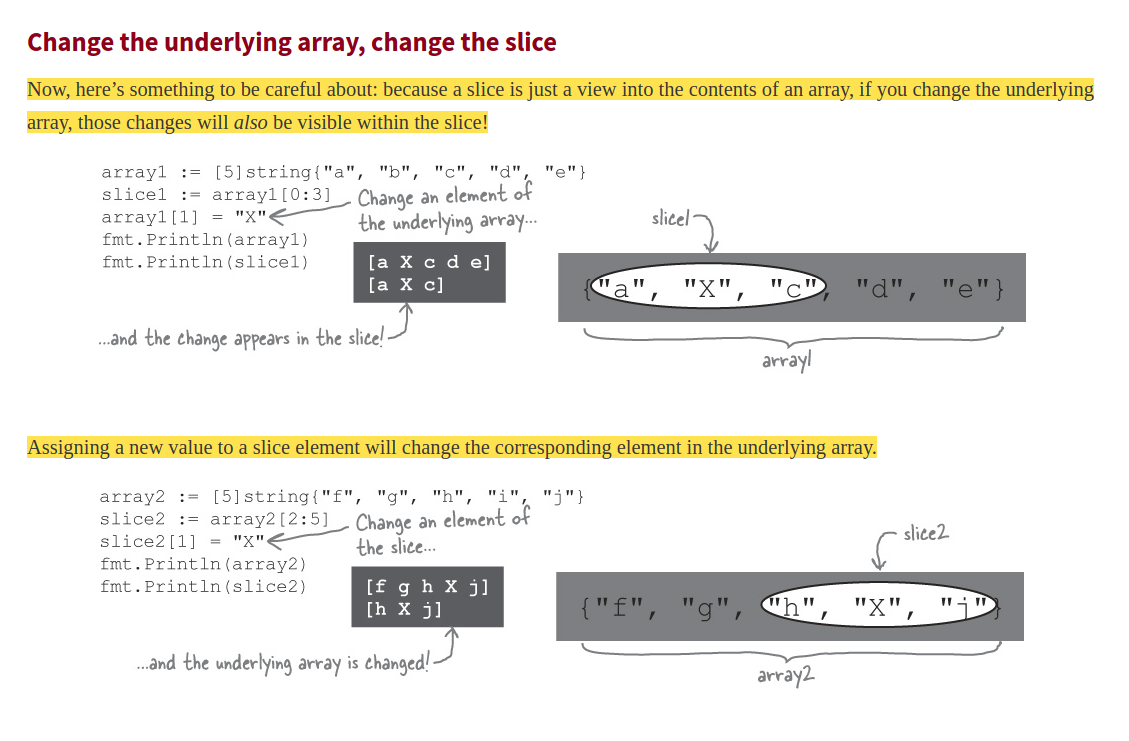 Change the underlying array, change the slice
Now, here’s something to be careful about: because a slice is just a view into the contents of an array, if you change the underlying
array, those changes will also be visible within the slice!
array1 := [5]string{"a", "b", "c", "d", "e"}
slice1 := array1[0:3]
array1[1] = "X"
fmt.Println(array1)
fmt.Println(slice1)
Change an element of
the underlying array...
[a X c d e]
[a X c]
...and the change appears in the slice!
slice1
{"a", "X", "c", "d", "e"}
array1
Assigning a new value to a slice element will change the corresponding element in the underlying array.
array2 := [5]string{"f", "g", "h", "i", "j"}
slice2 := array2[2:5]
slice2[1] = "X"
fmt.Println(array2)
fmt.Println(slice2)
Change an element of
the slice...
[f g h X j]
[h X j]
...and the underlying array is changed!
slice2
{"f", "g", "h", "X", "j"}
array2